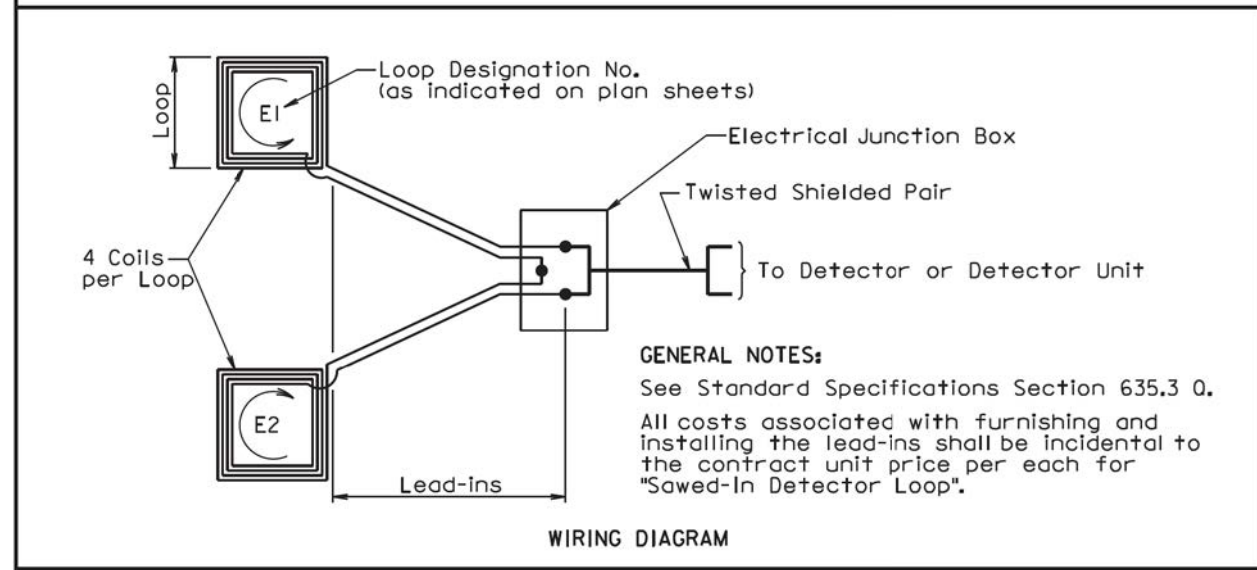 Loop Designation No.
(as indicated on plan sheets)
Loop
E1
Electrical Junction Box
Twisted Shielded Pair
4 Coils
per Loop
To Detector or Detector Unit
GENERAL NOTES:
See Standard Specifications Section 635.3 Q.
All costs associated with furnishing and
installing the lead-ins shall be incidental to
the contract unit price per each for
"Sawed-In Detector Loop".
E2
Lead-ins
WIRING DIAGRAM